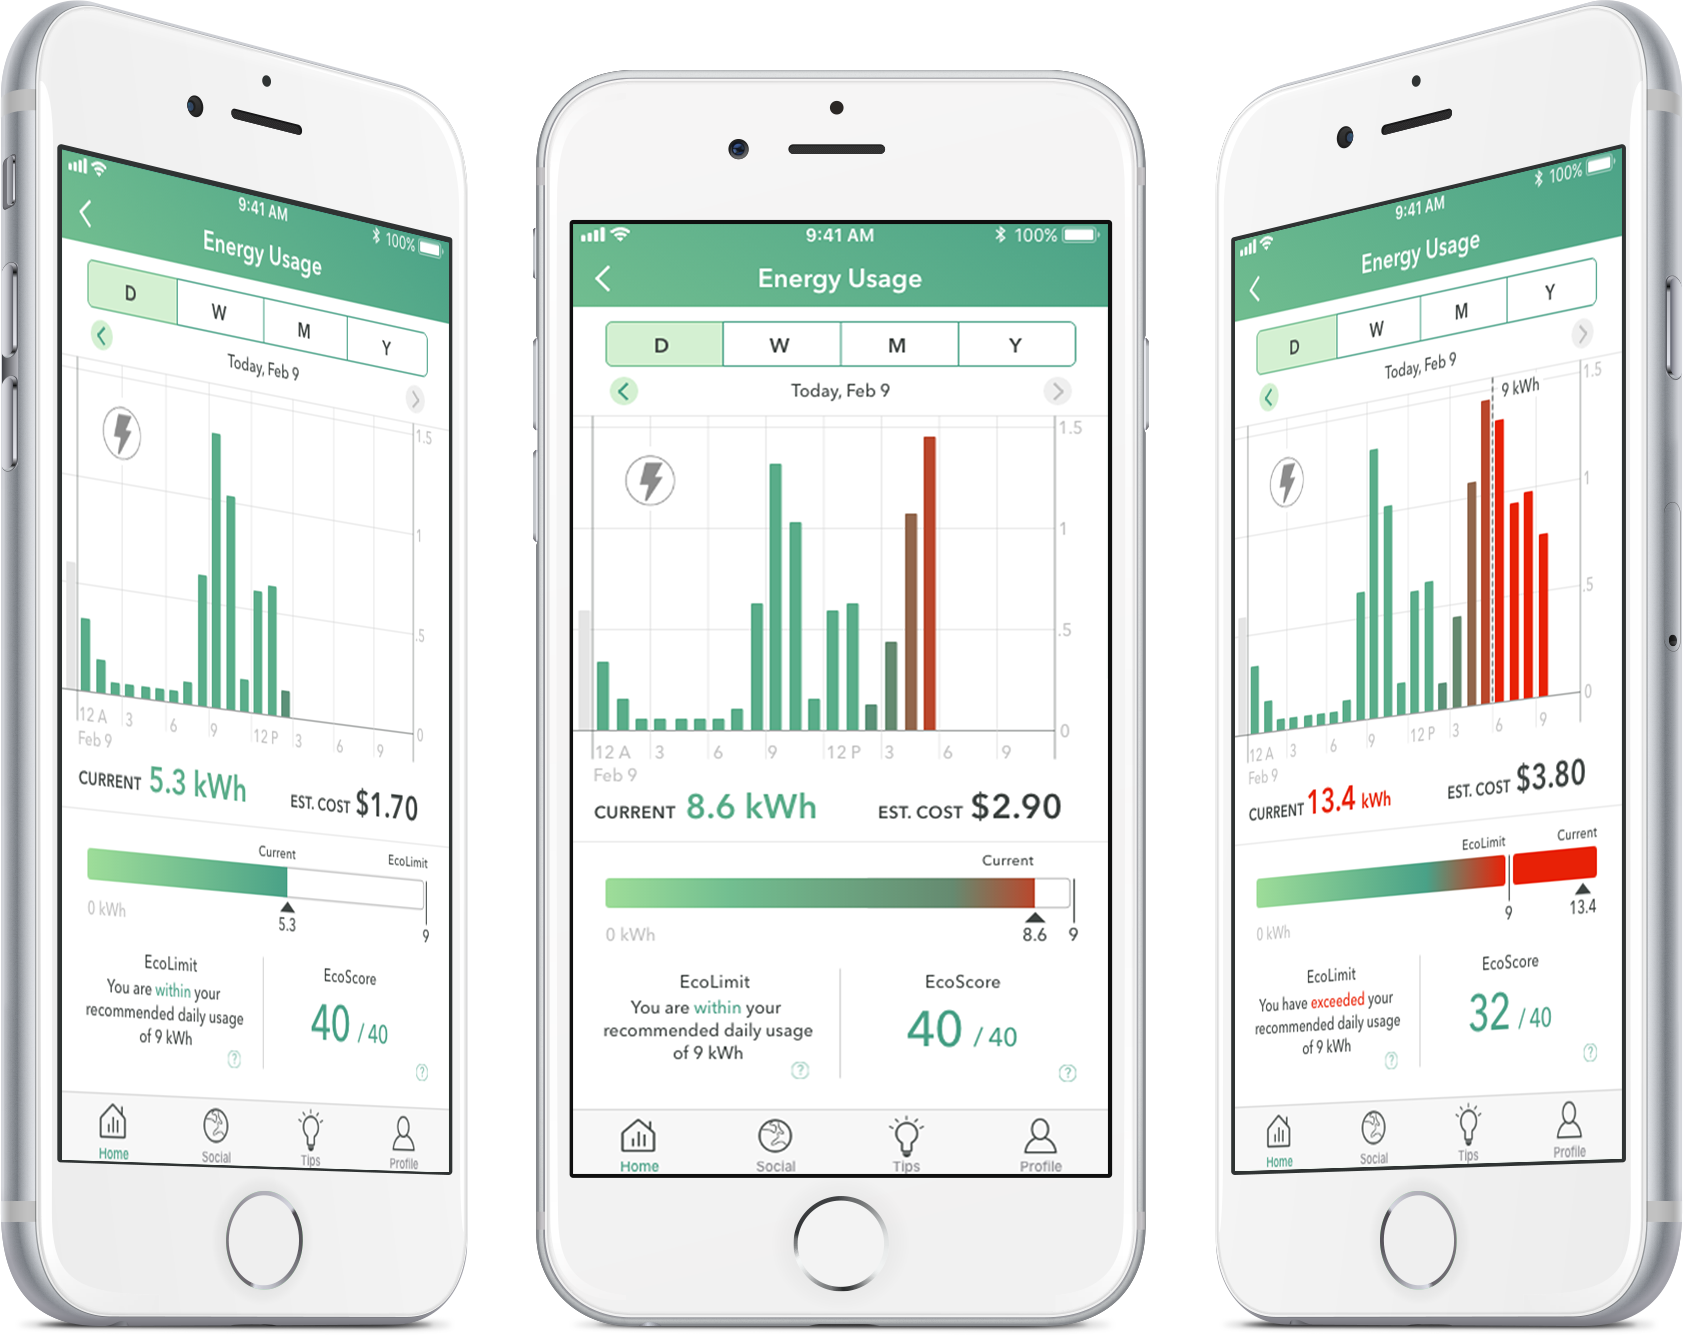 9:41 AM
100%
Energy Usage
D W M Y
Today, Feb 9
1.5
1
.5
0
12 A 3 6 9 12 P 3 6 9
Feb 9
CURRENT 5.3 kWh EST. COST $1.70
Current EcoLimit
0 kWh 5.3 9
EcoLimit
You are within your
recommended daily usage
of 9 kWh
?
EcoScore
40 / 40
?
Home Social Tips Profile
9:41 AM 100%
Energy Usage
D W M Y
Today, Feb 9
1.5
1
.5
0
12 A 3 6 9 12 P 3 6 9
Feb 9
CURRENT 8.6 kWh EST. COST $2.90
Current
0 kWh 8.6 9
EcoLimit
You are within your
recommended daily usage
of 9 kWh
?
EcoScore
40 / 40
?
Home Social Tips Profile
100%
9:41 AM
Energy Usage
D W M Y
Today, Feb 9
9 kWh
1.5
1
.5
0
12 A 3 6 9 12 P 3 6 9
Feb 9
CURRENT 13.4 kWh EST. COST $3.80
EcoLimit Current
0 kWh 9 13.4
EcoLimit
You have exceeded your
recommended daily usage
of 9 kWh
?
EcoScore
32 / 40
?
Home Social Tips Profile